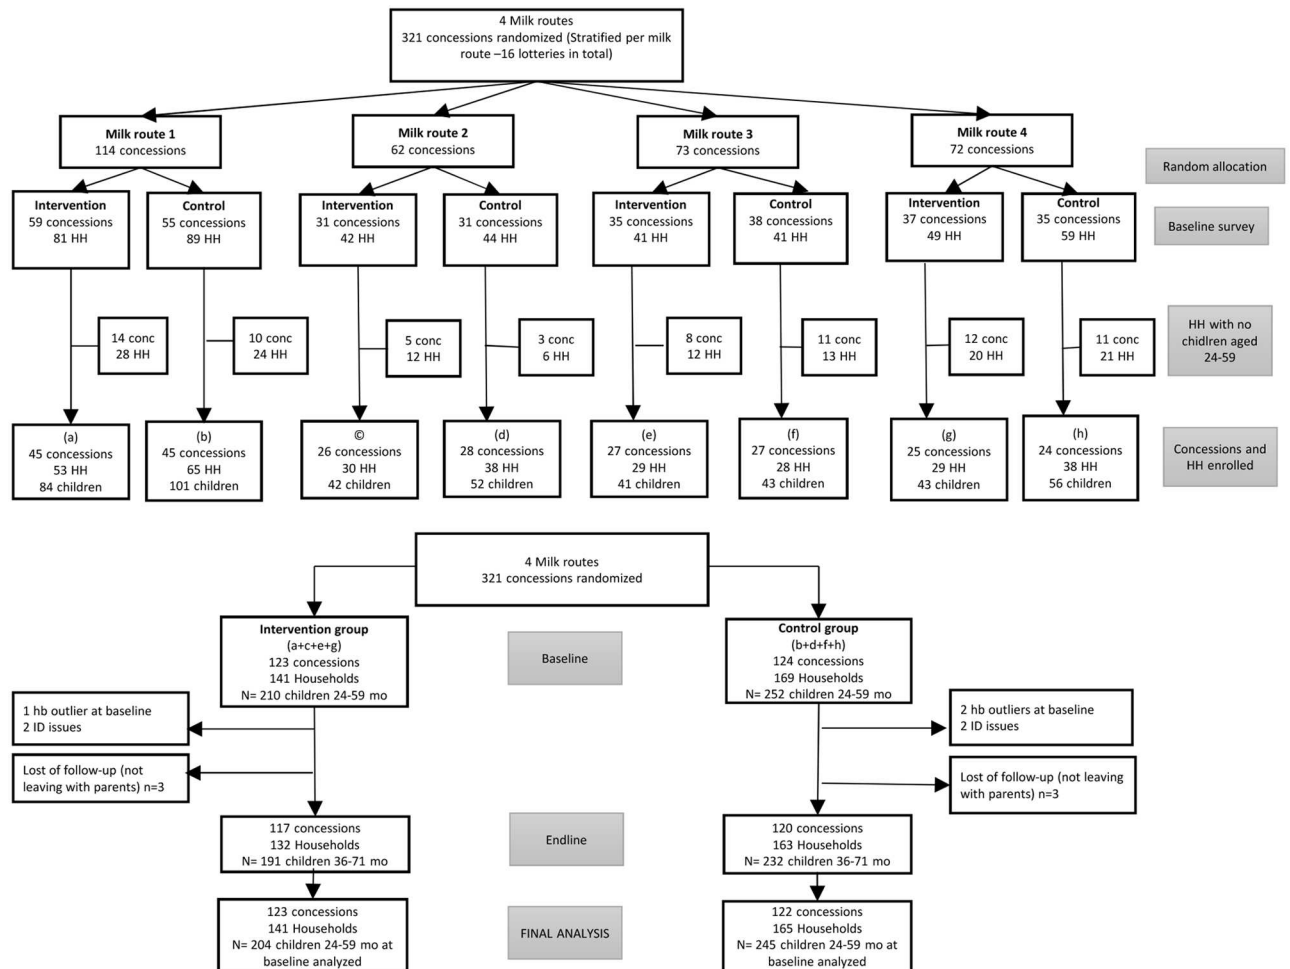 4 Milk routes
321 concessions randomized (Stratified per milk
route –16 lotteries in total)
Milk route 1
114 concessions
Milk route 2
62 concessions
Milk route 3
73 concessions
Milk route 4
72 concessions
Random allocation
Intervention
59 concessions
81 HH
Control
55 concessions
89 HH
Intervention
31 concessions
42 HH
Control
31 concessions
44 HH
Intervention
35 concessions
41 HH
Control
38 concessions
41 HH
Intervention
37 concessions
49 HH
Control
35 concessions
59 HH
Baseline survey
14 conc
28 HH
10 conc
24 HH
5 conc
12 HH
3 conc
6 HH
8 conc
12 HH
11 conc
13 HH
12 conc
20 HH
11 conc
21 HH
HH with no
chidlren aged
24-59
(a)
45 concessions
53 HH
84 children
(b)
45 concessions
65 HH
101 children
©
26 concessions
30 HH
42 children
(d)
28 concessions
38 HH
52 children
(e)
27 concessions
29 HH
41 children
(f)
27 concessions
28 HH
43 children
(g)
25 concessions
29 HH
43 children
(h)
24 concessions
38 HH
56 children
Concessions and
HH enrolled
4 Milk routes
321 concessions randomized
Intervention group
(a+c+e+g)
123 concessions
141 Households
N= 210 children 24-59 mo
Baseline
Control group
(b+d+f+h)
124 concessions
169 Households
N= 252 children 24-59 mo
1 hb outlier at baseline
2 ID issues
2 hb outliers at baseline
2 ID issues
Lost of follow-up (not
leaving with parents) n=3
Lost of follow-up (not
leaving with parents) n=3
117 concessions
132 Households
N= 191 children 36-71 mo
Endline
120 concessions
163 Households
N= 232 children 36-71 mo
123 concessions
141 Households
N= 204 children 24-59 mo at
baseline analyzed
FINAL ANALYSIS
122 concessions
165 Households
N= 245 children 24-59 mo at
baseline analyzed